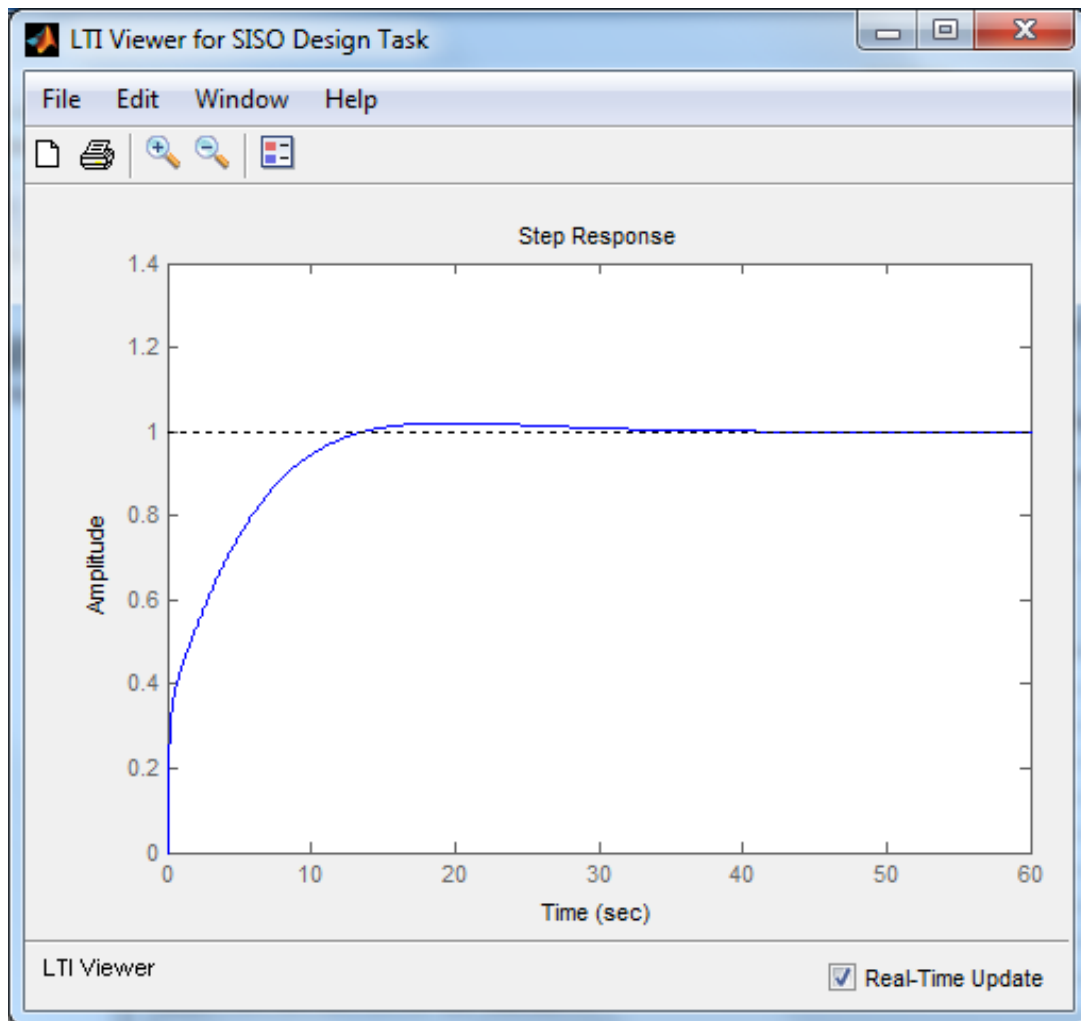 LTI Viewer for SISO Design Task
File Edit Window Help
Step Response
1.4
1.2
1
0.8
0.6
0.4
0.2
0
Amplitude
0 10 20 30 40 50 60
Time (sec)
LTI Viewer
Real-Time Update